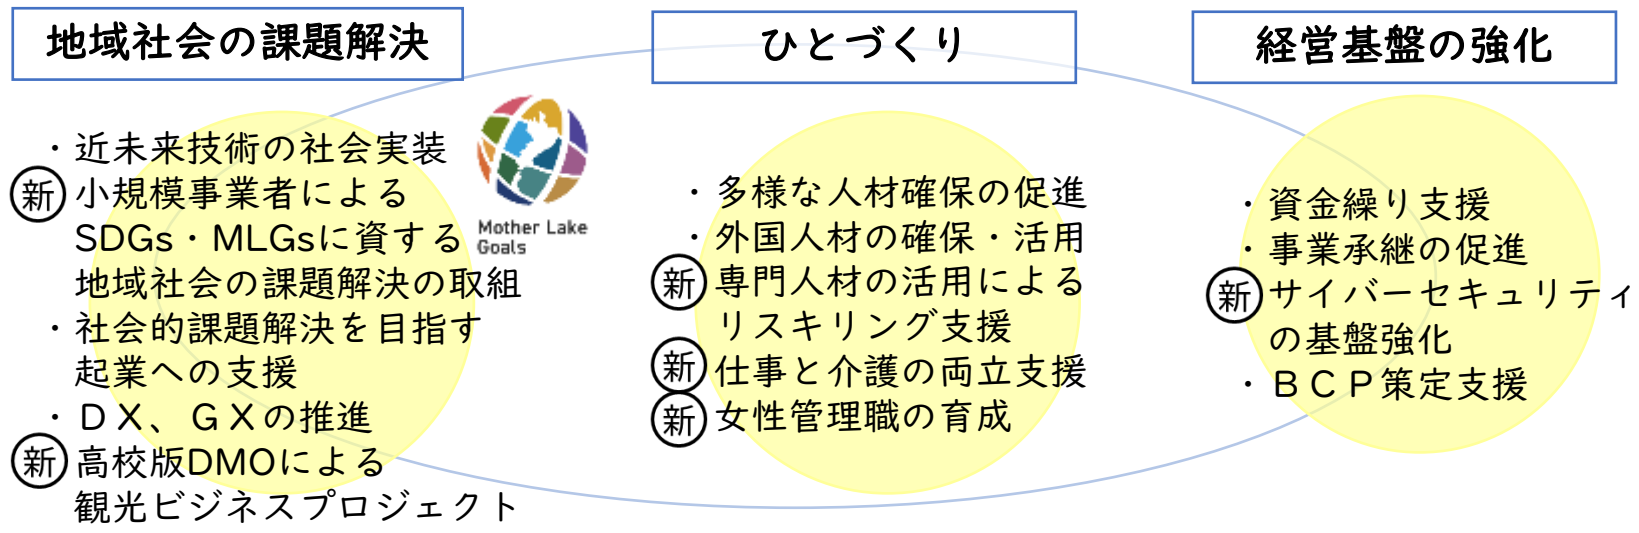 地域社会の課題解決
・近未来技術の社会実装
新 小規模事業者による
SDGs・MLGsに資する
地域社会の課題解決の取組
・社会的課題解決を目指す
起業への支援
・ＤＸ、ＧＸの推進
新 高校版DMOによる
観光ビジネスプロジェクト
Mother Lake
Goals
ひとづくり
・多様な人材確保の促進
・外国人材の確保・活用
新 専門人材の活用による
リスキリング支援
新 仕事と介護の両立支援
新 女性管理職の育成
経営基盤の強化
・資金繰り支援
・事業承継の促進
新 サイバーセキュリティ
の基盤強化
・ＢＣＰ策定支援